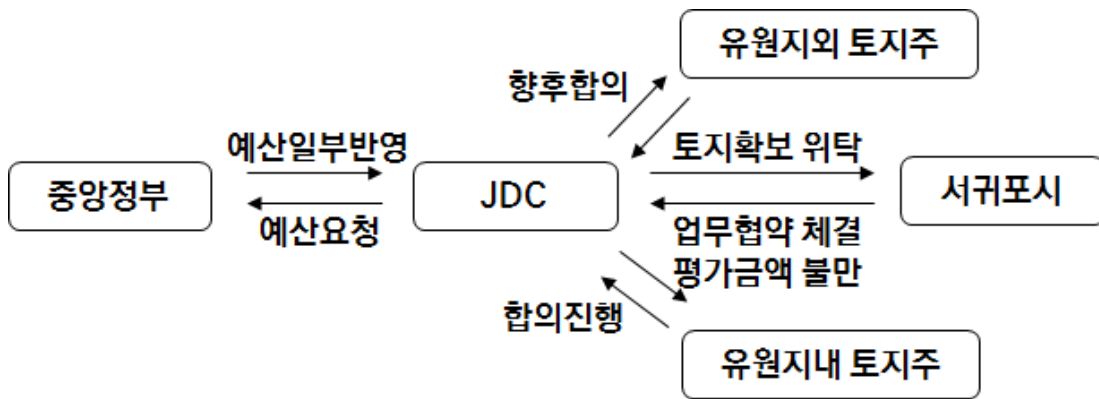 유원지외 토지주
향후합의
예산일부반영
토지확보 위탁
중앙정부
JDC
서귀포시
예산요청
업무협약 체결
평가금액 불만
합의진행
유원지내 토지주